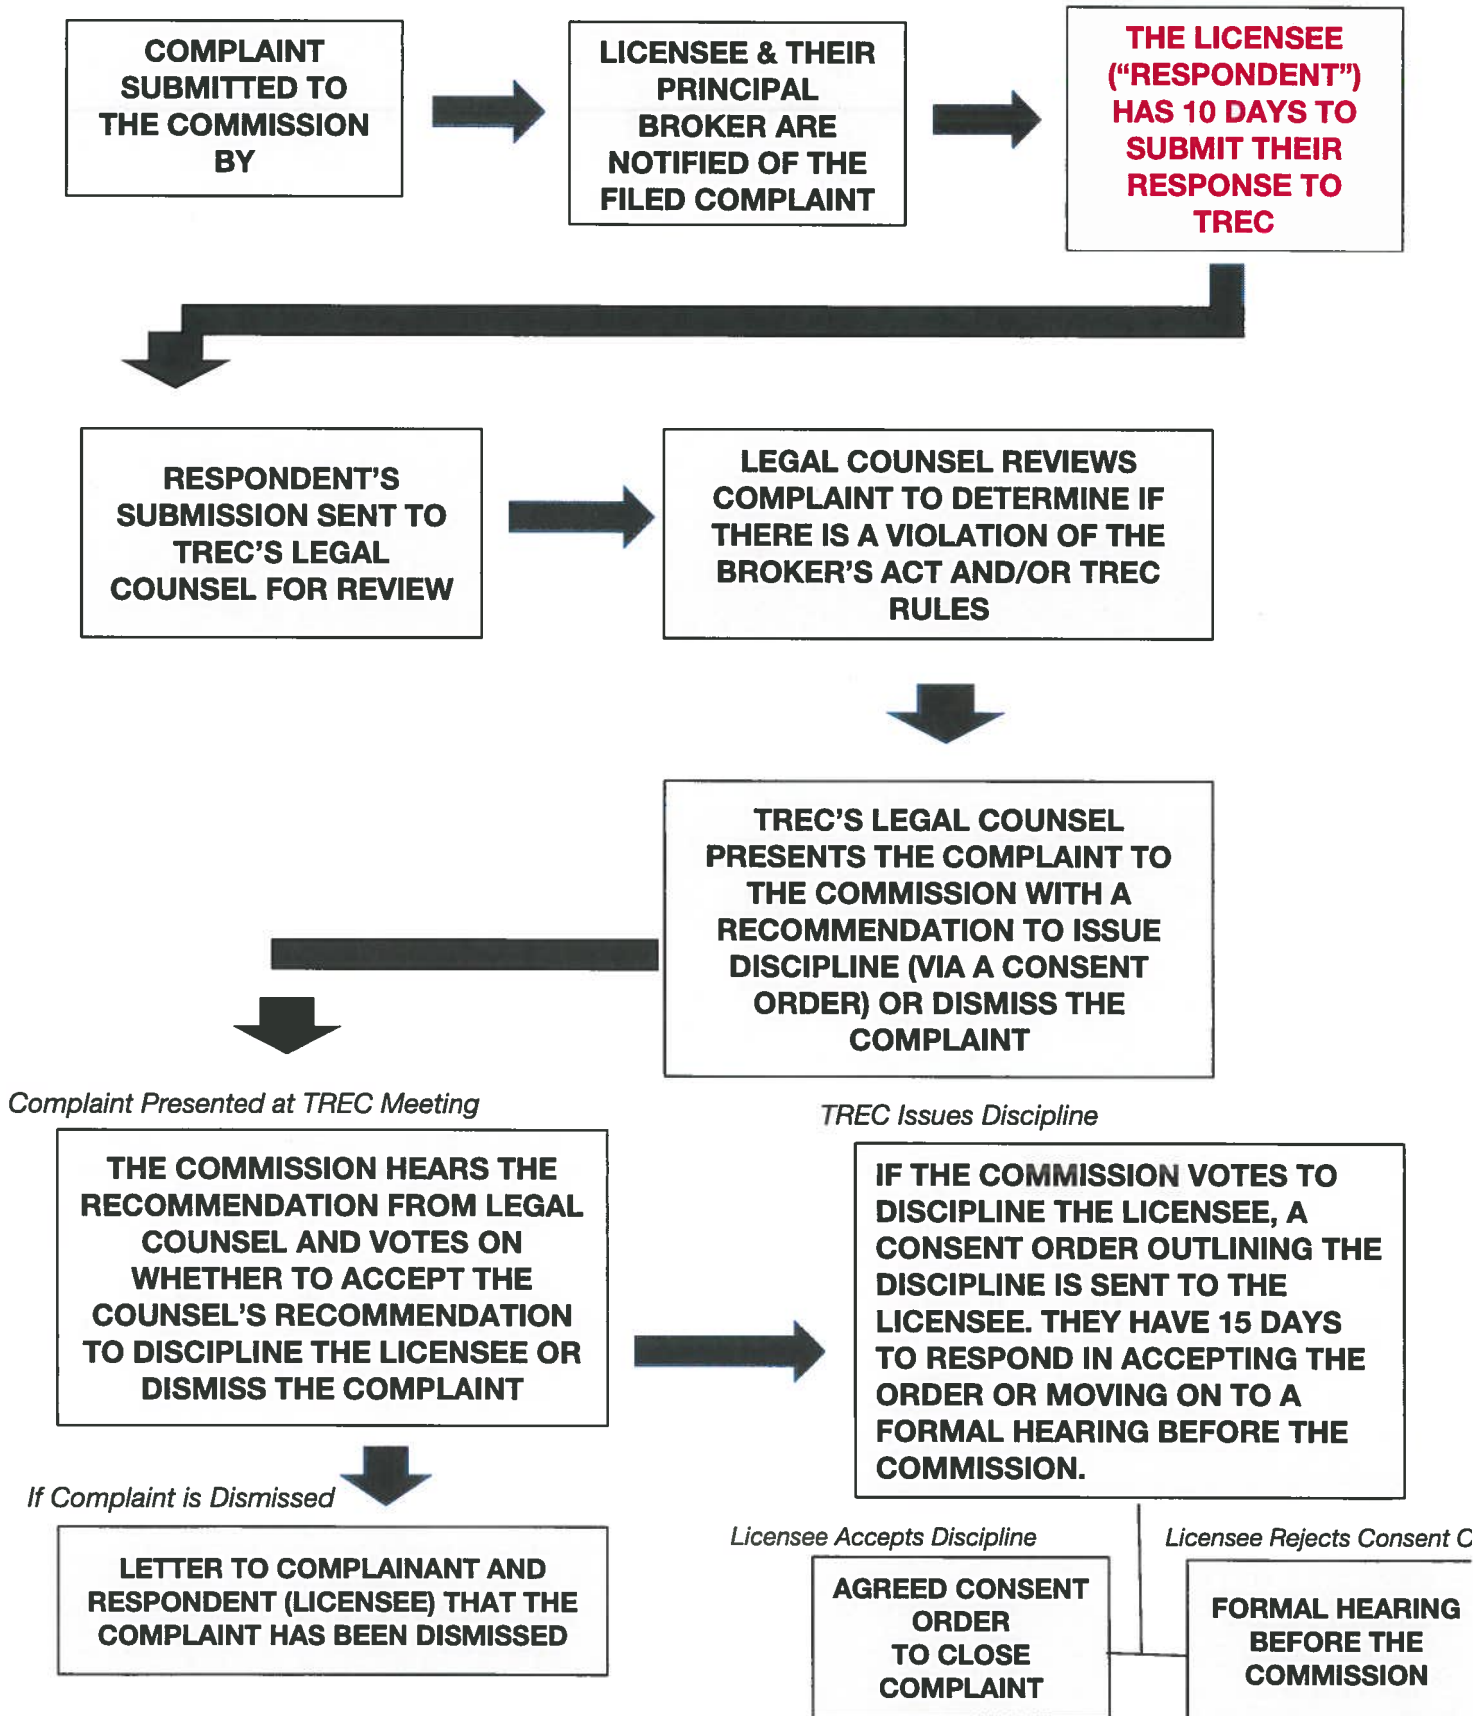 COMPLAINT
SUBMITTED TO
THE COMMISSION
BY
LICENSEE & THEIR
PRINCIPAL
BROKER ARE
NOTIFIED OF THE
FILED COMPLAINT
THE LICENSEE
(“RESPONDENT”)
HAS 10 DAYS TO
SUBMIT THEIR
RESPONSE TO
TREC
RESPONDENT’S
SUBMISSION SENT TO
TREC’S LEGAL
COUNSEL FOR REVIEW
LEGAL COUNSEL REVIEWS
COMPLAINT TO DETERMINE IF
THERE IS A VIOLATION OF THE
BROKER’S ACT AND/OR TREC
RULES
TREC’S LEGAL COUNSEL
PRESENTS THE COMPLAINT TO
THE COMMISSION WITH A
RECOMMENDATION TO ISSUE
DISCIPLINE (VIA A CONSENT
ORDER) OR DISMISS THE
COMPLAINT
Complaint Presented at TREC Meeting
THE COMMISSION HEARS THE
RECOMMENDATION FROM LEGAL
COUNSEL AND VOTES ON
WHETHER TO ACCEPT THE
COUNSEL’S RECOMMENDATION
TO DISCIPLINE THE LICENSEE OR
DISMISS THE COMPLAINT
TREC Issues Discipline
IF THE COMMISSION VOTES TO
DISCIPLINE THE LICENSEE, A
CONSENT ORDER OUTLINING THE
DISCIPLINE IS SENT TO THE
LICENSEE. THEY HAVE 15 DAYS
TO RESPOND IN ACCEPTING THE
ORDER OR MOVING ON TO A
FORMAL HEARING BEFORE THE
COMMISSION.
If Complaint is Dismissed
LETTER TO COMPLAINANT AND
RESPONDENT (LICENSEE) THAT THE
COMPLAINT HAS BEEN DISMISSED
Licensee Accepts Discipline
AGREED CONSENT
ORDER
TO CLOSE
COMPLAINT
Licensee Rejects Consent
FORMAL HEARING
BEFORE THE
COMMISSION